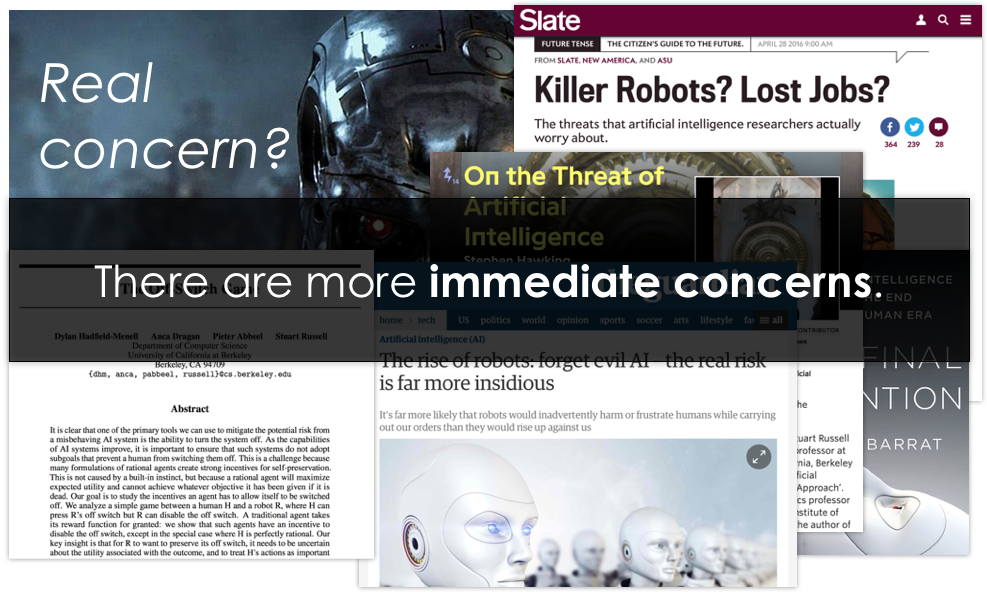 Real
concern?
Slate
FUTURE TENSE THE CITIZEN'S GUIDE TO THE FUTURE. APRIL 28 2016 9:00 AM
FROM SLATE, NEW AMERICA, AND ASU
Killer Robots? Lost Jobs?
The threats that artificial intelligence researchers actually
worry about.
364 239 28
14
On the Threat of
Artificial
Intelligence
Stephen Hawking
There are more immediate concerns.
INTELLIGENCE
THE END
HUMAN ERA
FINAL
NTION
BARRAT
The Off-Switch Game
Dylan Hadfield-Menell Anca Dragan Pieter Abbeel Stuart Russell
Department of Computer Science
University of California at Berkeley
Berkeley, CA 94709
{dhm, anca, pabbeel, russell}@cs.berkeley.edu
Abstract
It is clear that one of the primary tools we can use to mitigate the potential risk from
a misbehaving AI system is the ability to turn the system off. As the capabilities
of AI systems improve, it is important to ensure that such systems do not adopt
subgoals that prevent a human from switching them off. This is a challenge because
many formulations of rational agents create strong incentives for self-preservation.
This is not caused by a built-in instinct, but because a rational agent will maximize
expected utility and cannot achieve whatever objective it has been given if it is
dead. Our goal is to study the incentives an agent has to allow itself to be switched
off. We analyze a simple game between a human H and a robot R, where H can
press R's off switch but R can disable the off switch. A traditional agent takes
its reward function for granted: we show that such agents have an incentive to
disable the off switch, except in the special case where H is perfectly rational. Our
key insight is that for R to want to preserve its off switch, it needs to be uncertain
about the utility associated with the outcome, and to treat H's actions as important
theguardian
home › tech US politics world opinion sports soccer arts lifestyle fas all
Artificial intelligence (AI)
The rise of robots: forget evil AI – the real risk
is far more insidious
It's far more likely that robots would inadvertently harm or frustrate humans while carrying
out our orders than they would rise up against us
CONTRIBUTOR
ews
icial
he
uart Russell
rofessor at
rnia, Berkeley
ficial
Approach'.
cs professor
stitute of
he author of